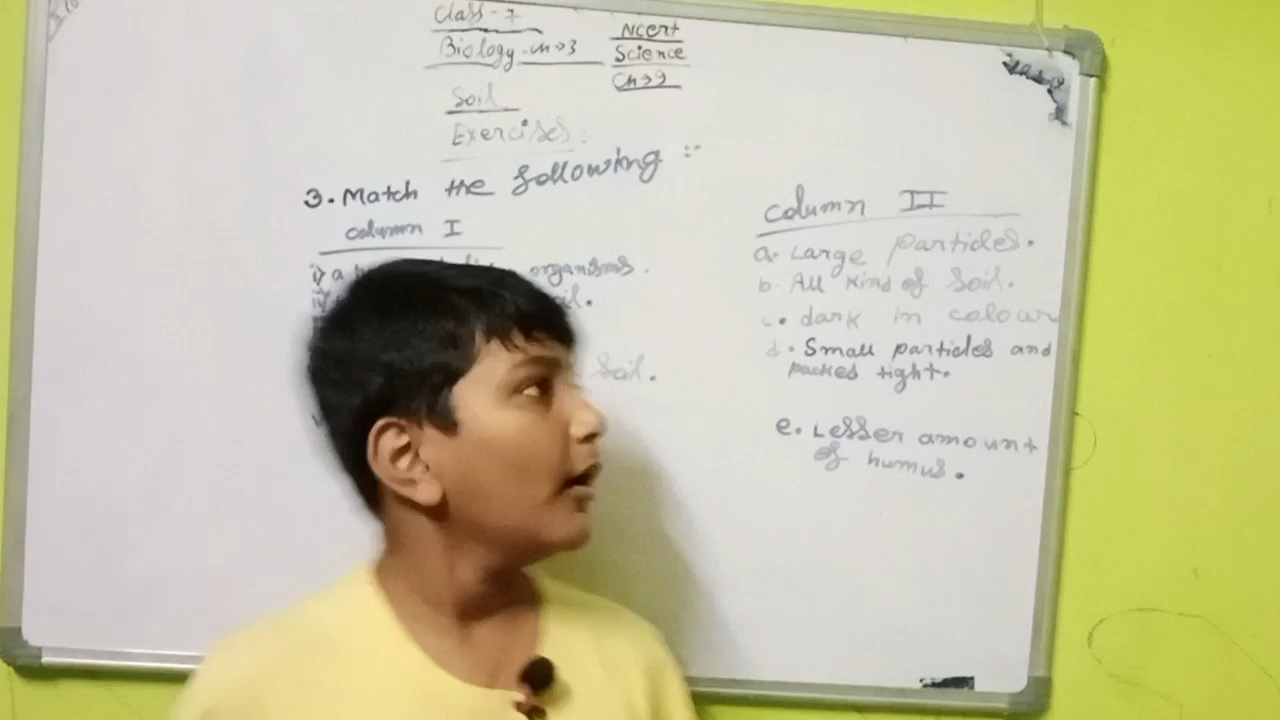 Class - 7
Biology - Ch → 3
Ncert
Science
Ch → 9
Soil
Exercises :
3. Match the following :-
column I
i) a organisms.
Soil.
column II
a. Large particles.
b. All kind of soil.
c. dark in colour
d. Small particles and
packed tight.
e. Lesser amount
of humus.